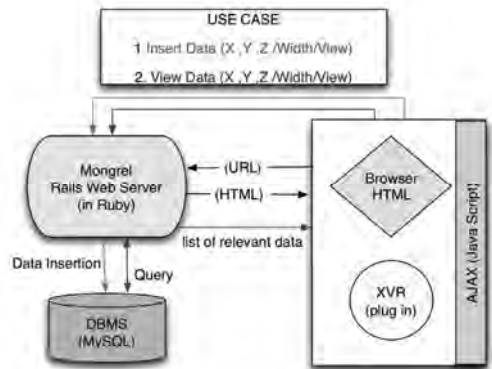 USE CASE
1 Insert Data (X ,Y ,Z /Width/View)
2. View Data (X ,Y ,Z /Width/View)
Mongrel
Rails Web Server
(in Ruby)
(URL)
(HTML)
list of relevant data
Browser
HTML
XVR
(plug in)
AJAX (Java Script)
Data Insertion
Query
DBMS
(MySQL)